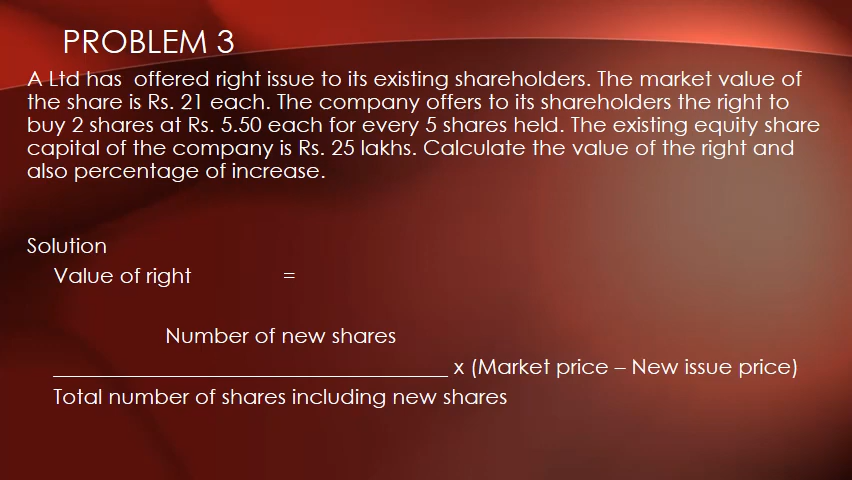 PROBLEM 3
A Ltd has offered right issue to its existing shareholders. The market value of
the share is Rs. 21 each. The company offers to its shareholders the right to
buy 2 shares at Rs. 5.50 each for every 5 shares held. The existing equity share
capital of the company is Rs. 25 lakhs. Calculate the value of the right and
also percentage of increase.
Solution
Value of right =
Number of new shares
_________________________________ x (Market price – New issue price)
Total number of shares including new shares